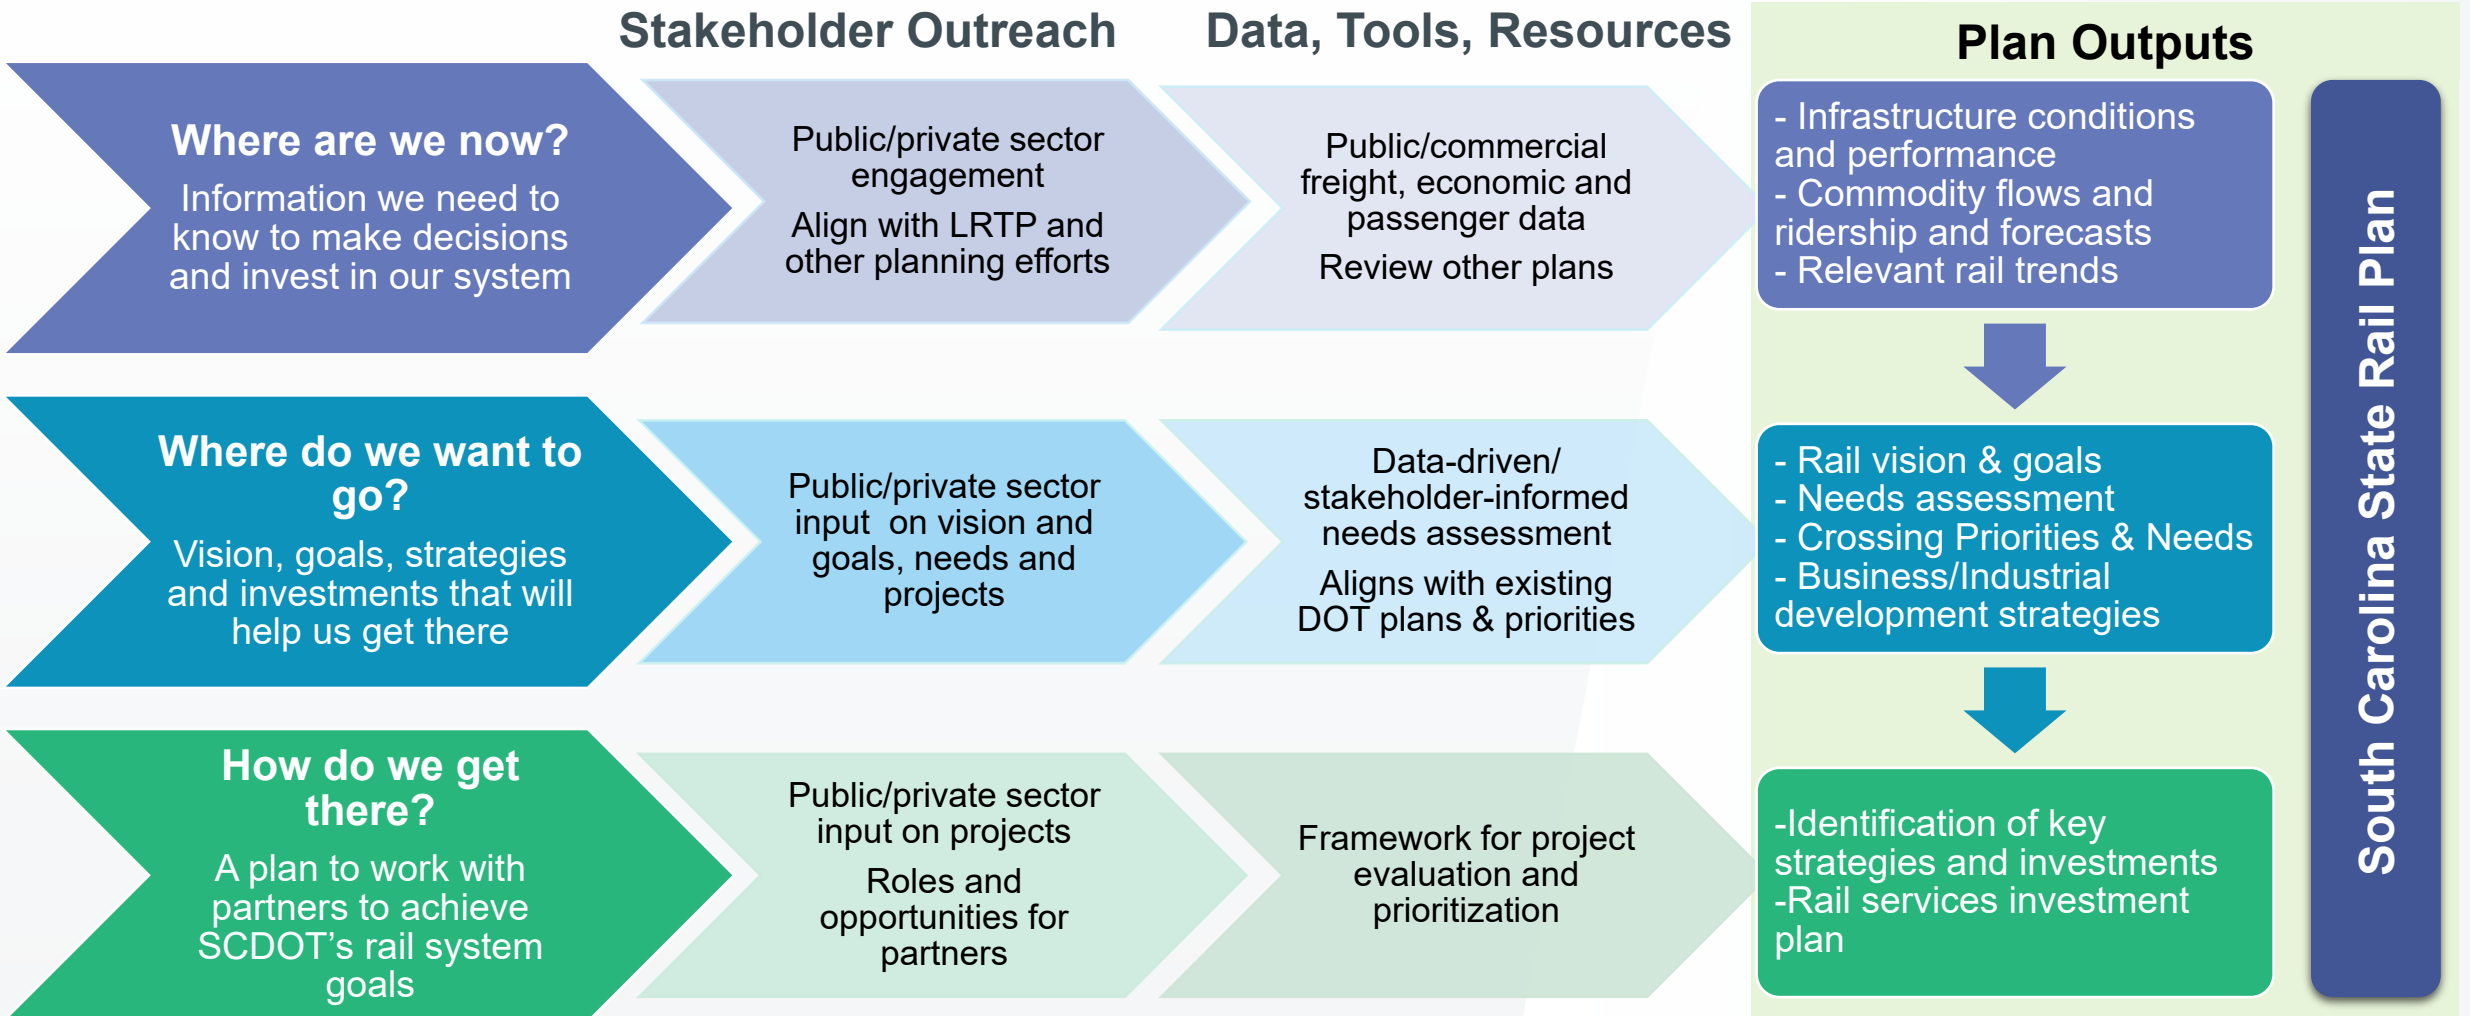 Stakeholder Outreach
Data, Tools, Resources
Plan Outputs
Where are we now?
Information we need to
know to make decisions
and invest in our system
Public/private sector
engagement
Align with LRTP and
other planning efforts
Public/commercial
freight, economic and
passenger data
Review other plans
- Infrastructure conditions
and performance
- Commodity flows and
ridership and forecasts
- Relevant rail trends
Where do we want to
go?
Vision, goals, strategies
and investments that will
help us get there
Public/private sector
input on vision and
goals, needs and
projects
Data-driven/
stakeholder-informed
needs assessment
Aligns with existing
DOT plans & priorities
- Rail vision & goals
- Needs assessment
- Crossing Priorities & Needs
- Business/Industrial
development strategies
How do we get
there?
A plan to work with
partners to achieve
SCDOT’s rail system
goals
Public/private sector
input on projects
Roles and
opportunities for
partners
Framework for project
evaluation and
prioritization
-Identification of key
strategies and investments
-Rail services investment
plan
South Carolina State Rail Plan